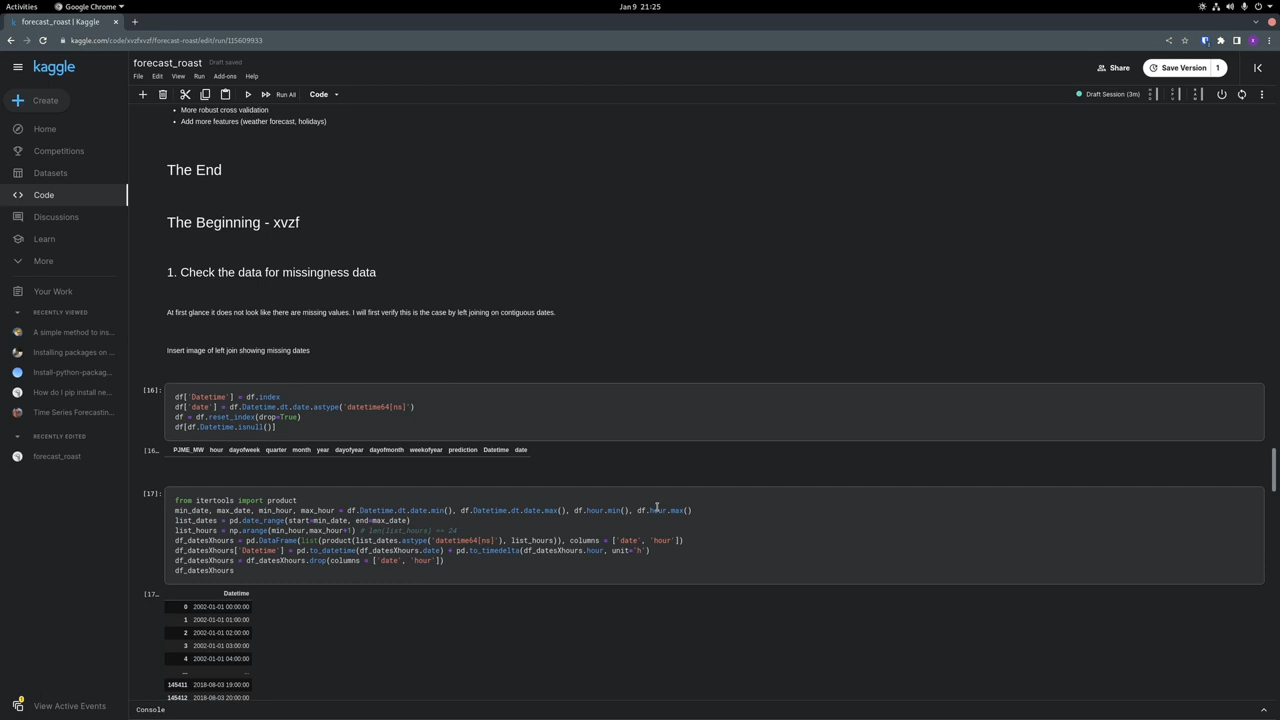 Activities
Google Chrome
Jan 9 21:25
forecast_roast | Kaggle
kaggle.com/code/xvzfxvzf/forecast-roast/edit/run/115609933
kaggle
forecast_roast
Draft saved
File Edit View Run Add-ons Help
Share
Save Version 1
Run All
Code
Draft Session (3m)
Create
Home
Competitions
Datasets
Code
Discussions
Learn
More
Your Work
RECENTLY VIEWED
A simple method to ins...
Installing packages on ...
Install-python-packag...
How do I pip install ne...
Time Series Forecastin...
RECENTLY EDITED
forecast_roast
View Active Events
• More robust cross validation
• Add more features (weather forecast, holidays)
The End
The Beginning - xvzf
1. Check the data for missingness data
At first glance it does not look like there are missing values. I will first verify this is the case by left joining on contiguous dates.
Insert image of left join showing missing dates
[16]:
df['Datetime'] = df.index
df['date'] = df.Datetime.dt.date.astype('datetime64[ns]')
df = df.reset_index(drop=True)
df[df.Datetime.isnull()]
[16...
PJME_MW hour dayofweek quarter month year dayofyear dayofmonth weekofyear prediction Datetime date
[17]:
from itertools import product
min_date, max_date, min_hour, max_hour = df.Datetime.dt.date.min(), df.Datetime.dt.date.max(), df.hour.min(), df.hour.max()
list_dates = pd.date_range(start=min_date, end=max_date)
list_hours = np.arange(min_hour,max_hour+1) # len(list_hours) == 24
df_datesXhours = pd.DataFrame(list(product(list_dates.astype('datetime64[ns]'), list_hours)), columns = ['date', 'hour'])
df_datesXhours['Datetime'] = pd.to_datetime(df_datesXhours.date) + pd.to_timedelta(df_datesXhours.hour, unit='h')
df_datesXhours = df_datesXhours.drop(columns = ['date', 'hour'])
df_datesXhours
[17...
Datetime
0 2002-01-01 00:00:00
1 2002-01-01 01:00:00
2 2002-01-01 02:00:00
3 2002-01-01 03:00:00
4 2002-01-01 04:00:00
... ...
145411 2018-08-03 19:00:00
145412 2018-08-03 20:00:00
Console